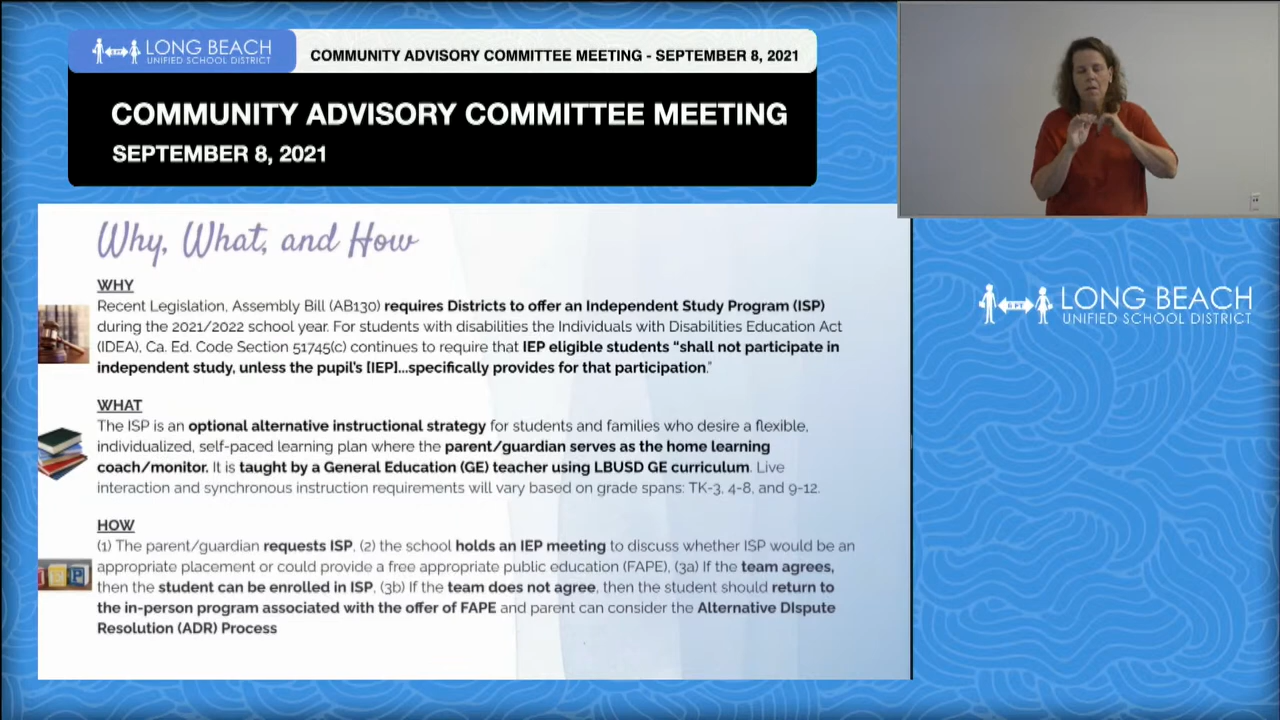 LONG BEACH
UNIFIED SCHOOL DISTRICT
COMMUNITY ADVISORY COMMITTEE MEETING - SEPTEMBER 8, 2021
COMMUNITY ADVISORY COMMITTEE MEETING
SEPTEMBER 8, 2021
Why, What, and How
WHY
Recent Legislation, Assembly Bill (AB130) requires Districts to offer an Independent Study Program (ISP)
during the 2021/2022 school year. For students with disabilities the Individuals with Disabilities Education Act
(IDEA), Ca. Ed. Code Section 51745(c) continues to require that IEP eligible students “shall not participate in
independent study, unless the pupil's [IEP]...specifically provides for that participation.”
WHAT
The ISP is an optional alternative instructional strategy for students and families who desire a flexible,
individualized, self-paced learning plan where the parent/guardian serves as the home learning
coach/monitor. It is taught by a General Education (GE) teacher using LBUSD GE curriculum. Live
interaction and synchronous instruction requirements will vary based on grade spans: TK-3, 4-8, and 9-12.
HOW
(1) The parent/guardian requests ISP, (2) the school holds an IEP meeting to discuss whether ISP would be an
appropriate placement or could provide a free appropriate public education (FAPE), (3a) If the team agrees,
then the student can be enrolled in ISP, (3b) If the team does not agree, then the student should return to
the in-person program associated with the offer of FAPE and parent can consider the Alternative DIspute
Resolution (ADR) Process
ISP
6 FT
LONG BEACH
UNIFIED SCHOOL DISTRICT